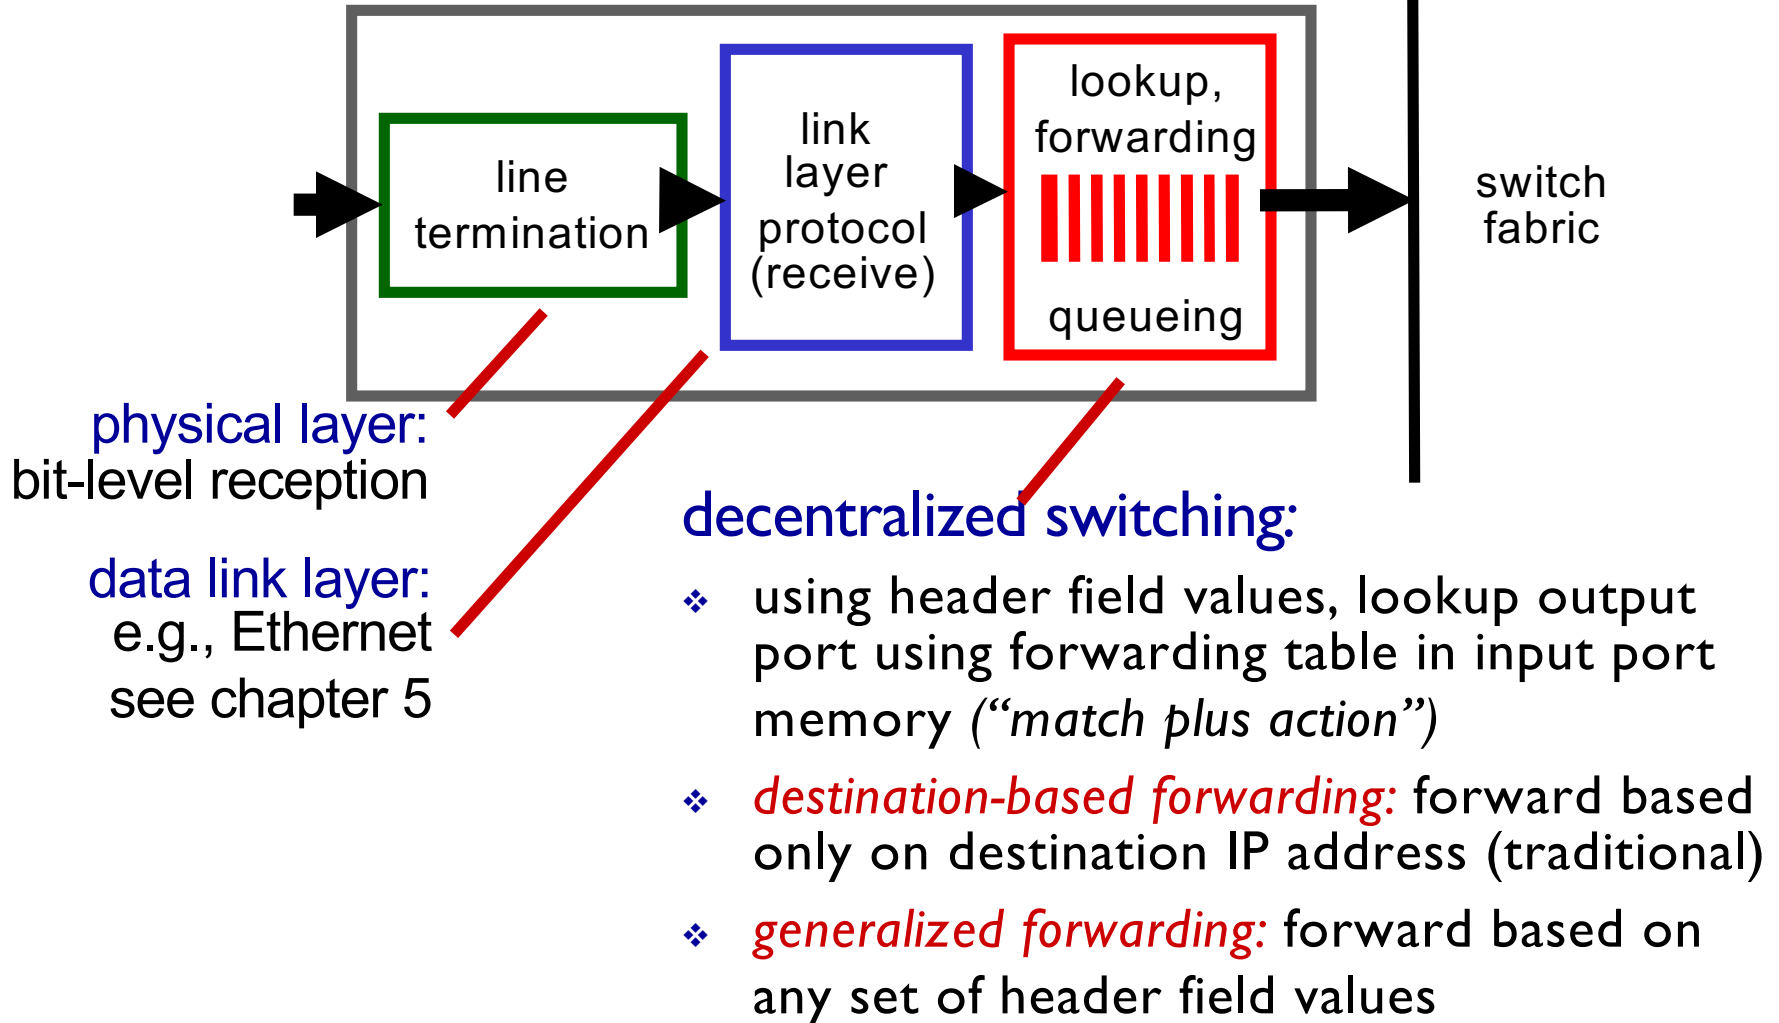 line
termination
link
layer
protocol
(receive)
lookup,
forwarding
queueing
switch
fabric
physical layer:
bit-level reception
data link layer:
e.g., Ethernet
see chapter 5
decentralized switching:
❖ using header field values, lookup output
port using forwarding table in input port
memory (“match plus action”)
❖ destination-based forwarding: forward based
only on destination IP address (traditional)
❖ generalized forwarding: forward based on
any set of header field values